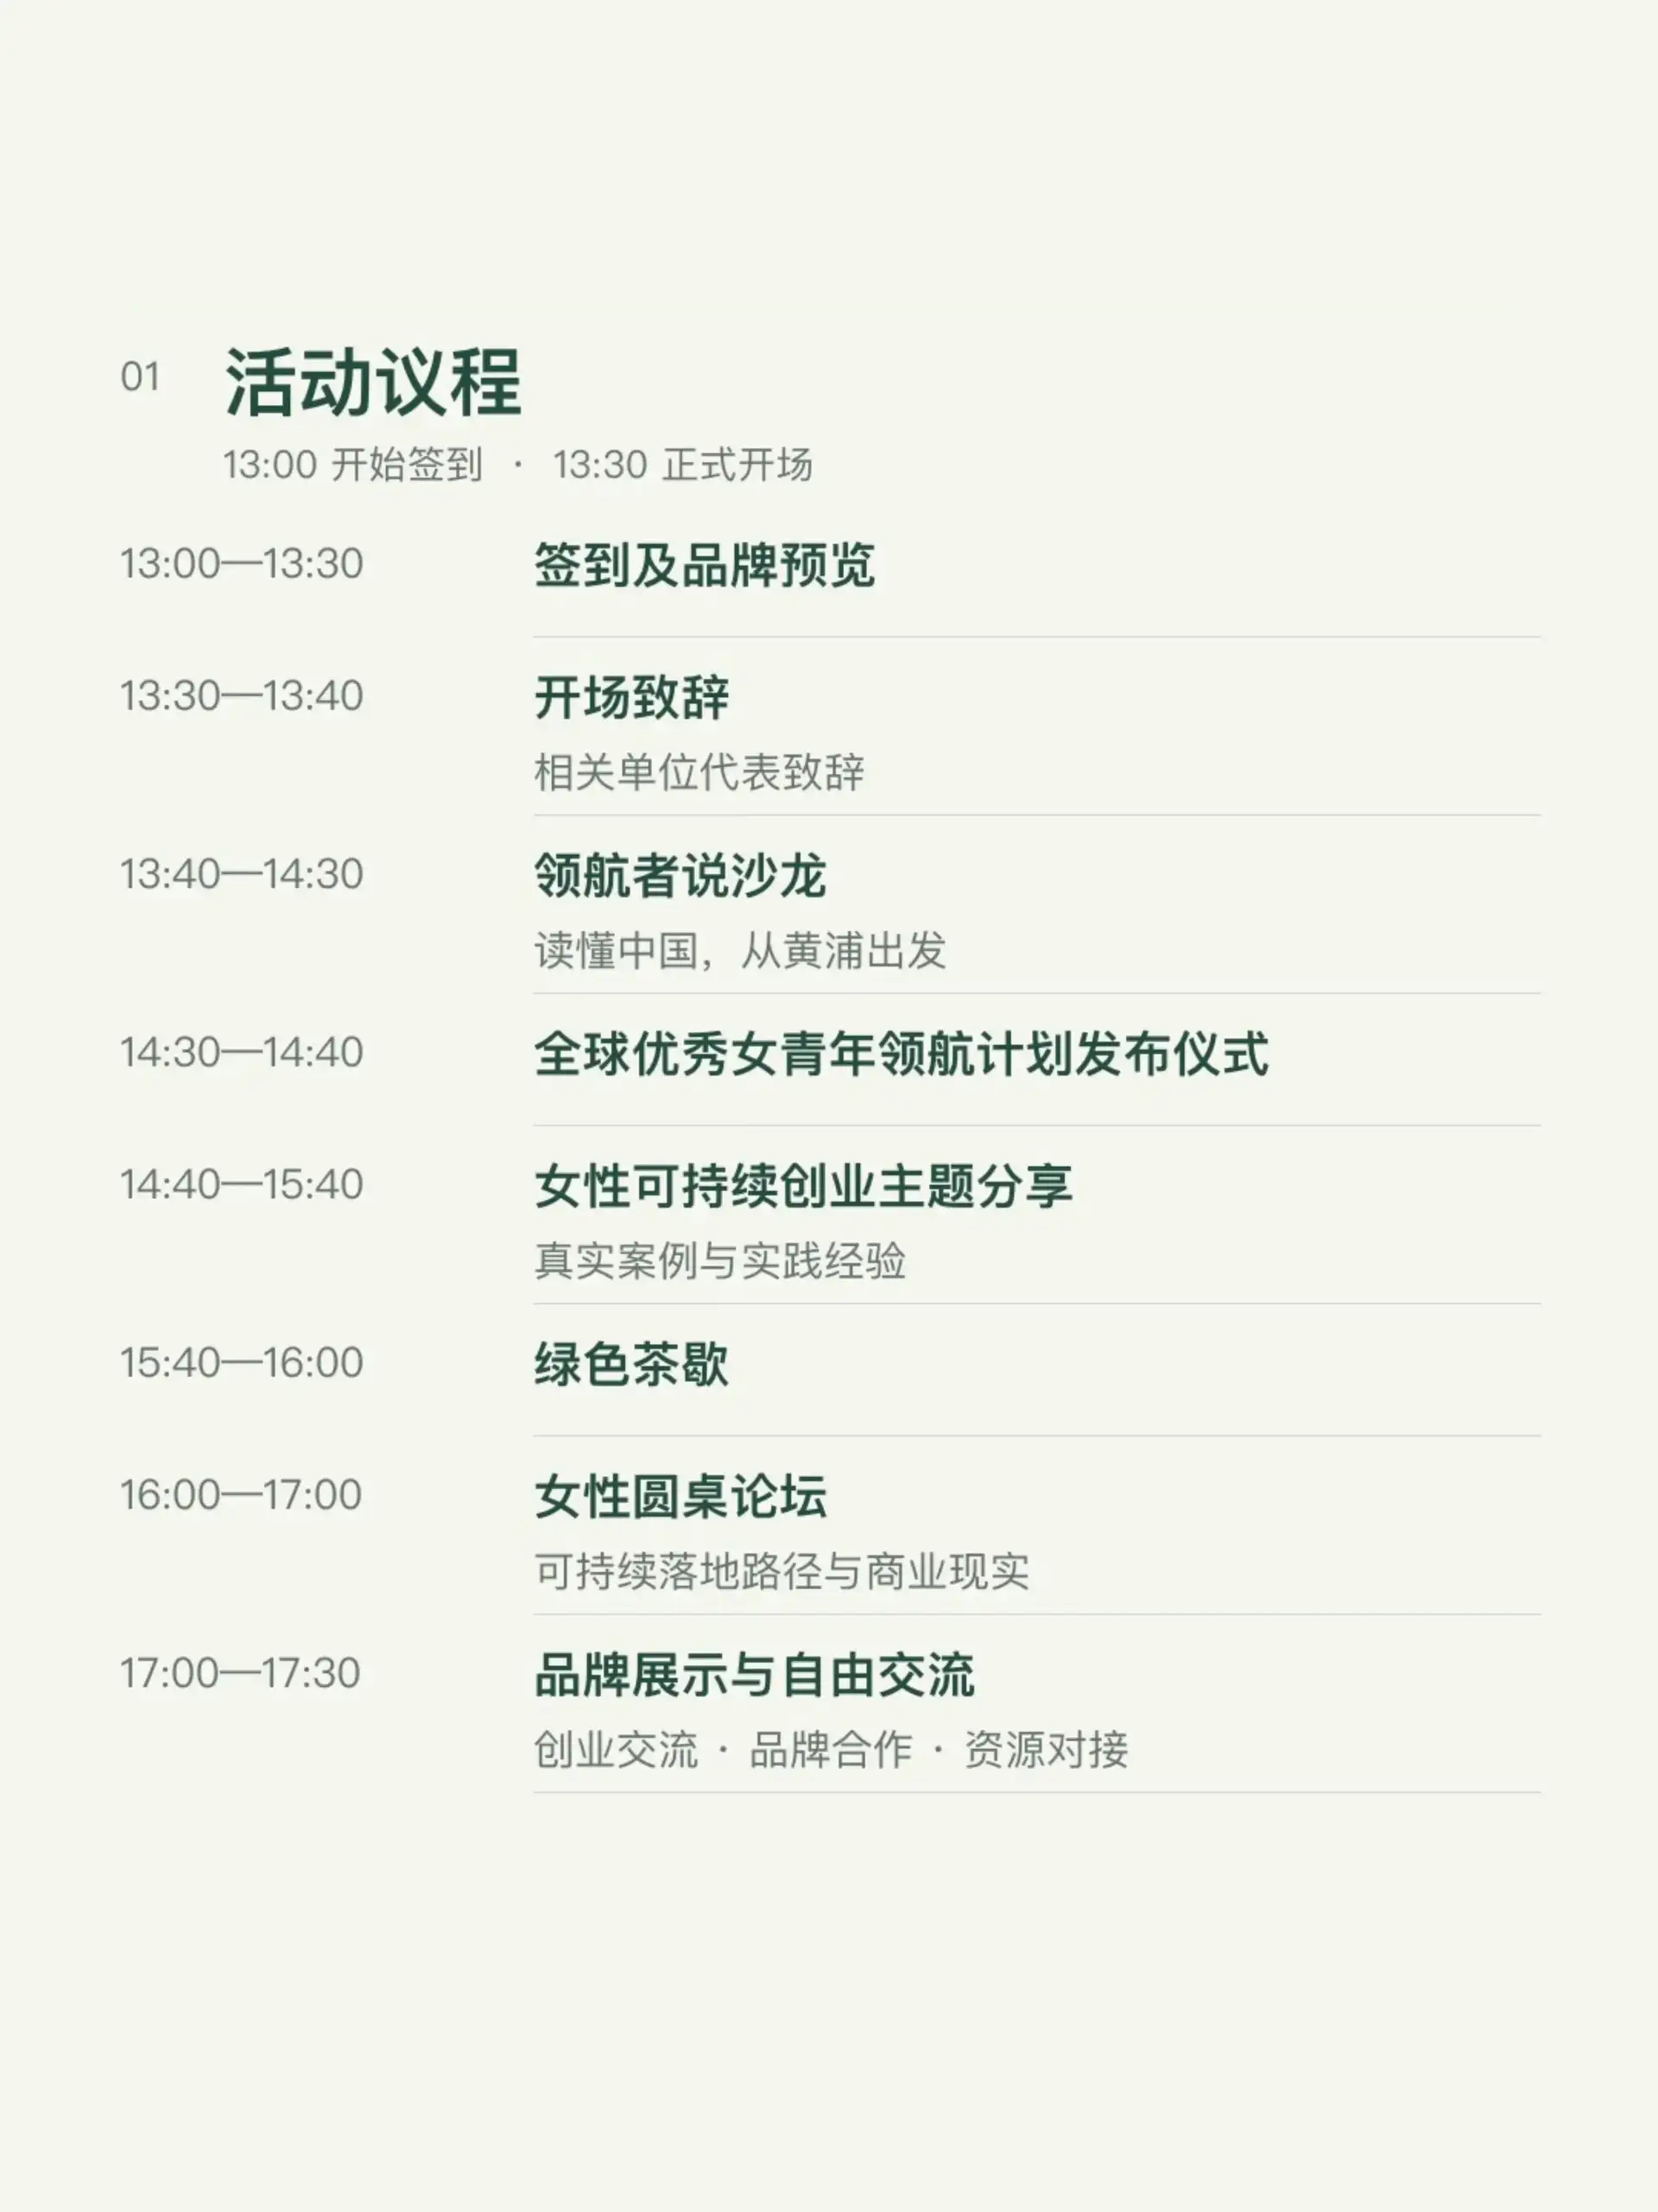 01 活动议程
13:00 开始签到 · 13:30 正式开场
13:00—13:30 签到及品牌预览
13:30—13:40 开场致辞
相关单位代表致辞
13:40—14:30 领航者说沙龙
读懂中国，从黄浦出发
14:30—14:40 全球优秀女青年领航计划发布仪式
14:40—15:40 女性可持续创业主题分享
真实案例与实践经验
15:40—16:00 绿色茶歇
16:00—17:00 女性圆桌论坛
可持续落地路径与商业现实
17:00—17:30 品牌展示与自由交流
创业交流 · 品牌合作 · 资源对接